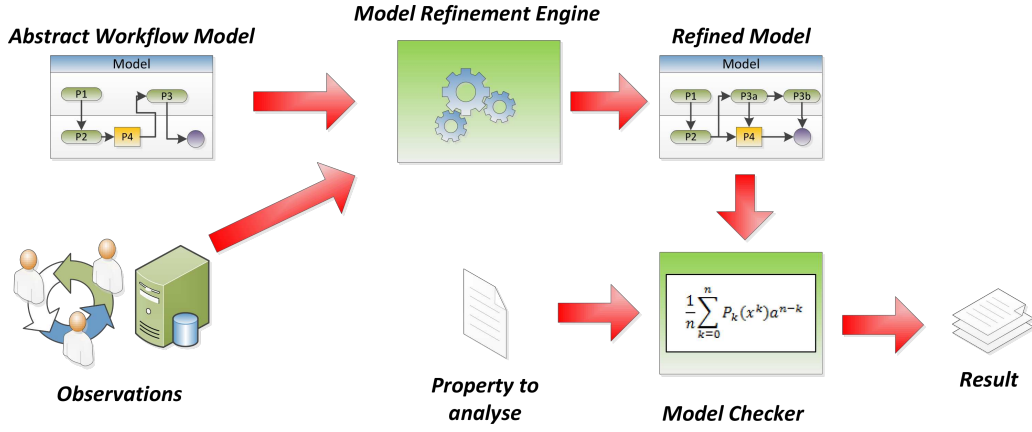 Model Refinement Engine
Abstract Workflow Model
Refined Model
Model
P1
P3
P2
P4
Model
P1
P3a
P3b
P2
P4
Observations
Property to
analyse
\frac{1}{n}\sum_{k=0}^{n} P_k(x^k)a^{n-k}
Model Checker
Result